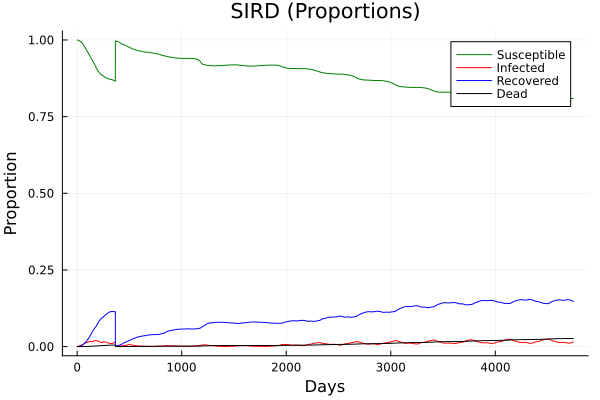 SIRD (Proportions)
1.00
0.75
0.50
0.25
0.00
Proportion
Susceptible
Infected
Recovered
Dead
0 1000 2000 3000 4000
Days